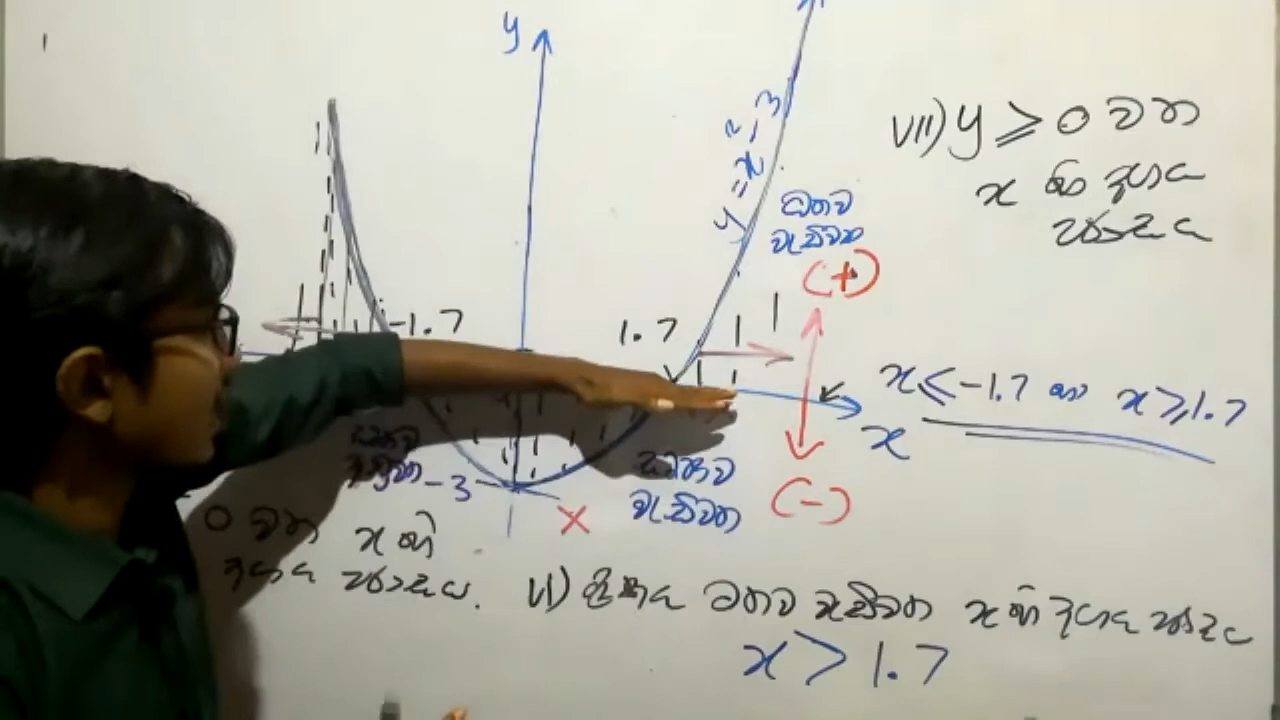 y
y = x² - 3
VII) y ⩾ 0 වන
x හි අගය
පරාසය
ධනව
වැඩිවන
(+)
-1.7
1.7
x ⩽ -1.7 හා x ⩾ 1.7
x
-3
වැඩිවන
(-)
0 වන x හි
අගය පරාසය.
VI) ශ්‍රිතය ධනව වැඩිවන x හි අගය පරාසය
x > 1.7